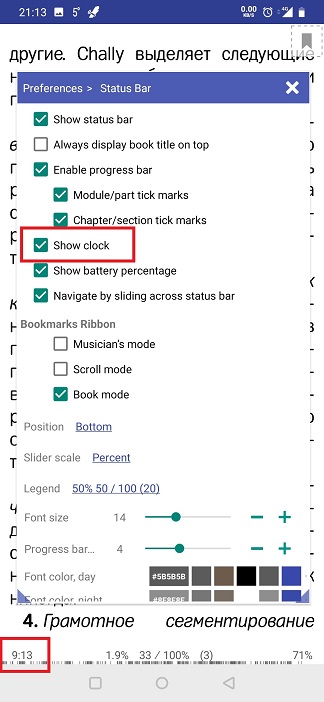 21:13 5° 0.00 KB/S 4G 71
другие. Chally выделяет следующие
Preferences > Status Bar
Show status bar
Always display book title on top
Enable progress bar
Module/part tick marks
Chapter/section tick marks
Show clock
Show battery percentage
Navigate by sliding across status bar
Bookmarks Ribbon
Musician's mode
Scroll mode
Book mode
Position Bottom
Slider scale Percent
Legend 50% 50 / 100 (20)
Font size 14
Progress bar... 4
Font color, day #5B5B5B
Font color, night #8E8E8E
4. Грамотное сегментирование
9:13 1.9% 33 / 100% (3) 71%